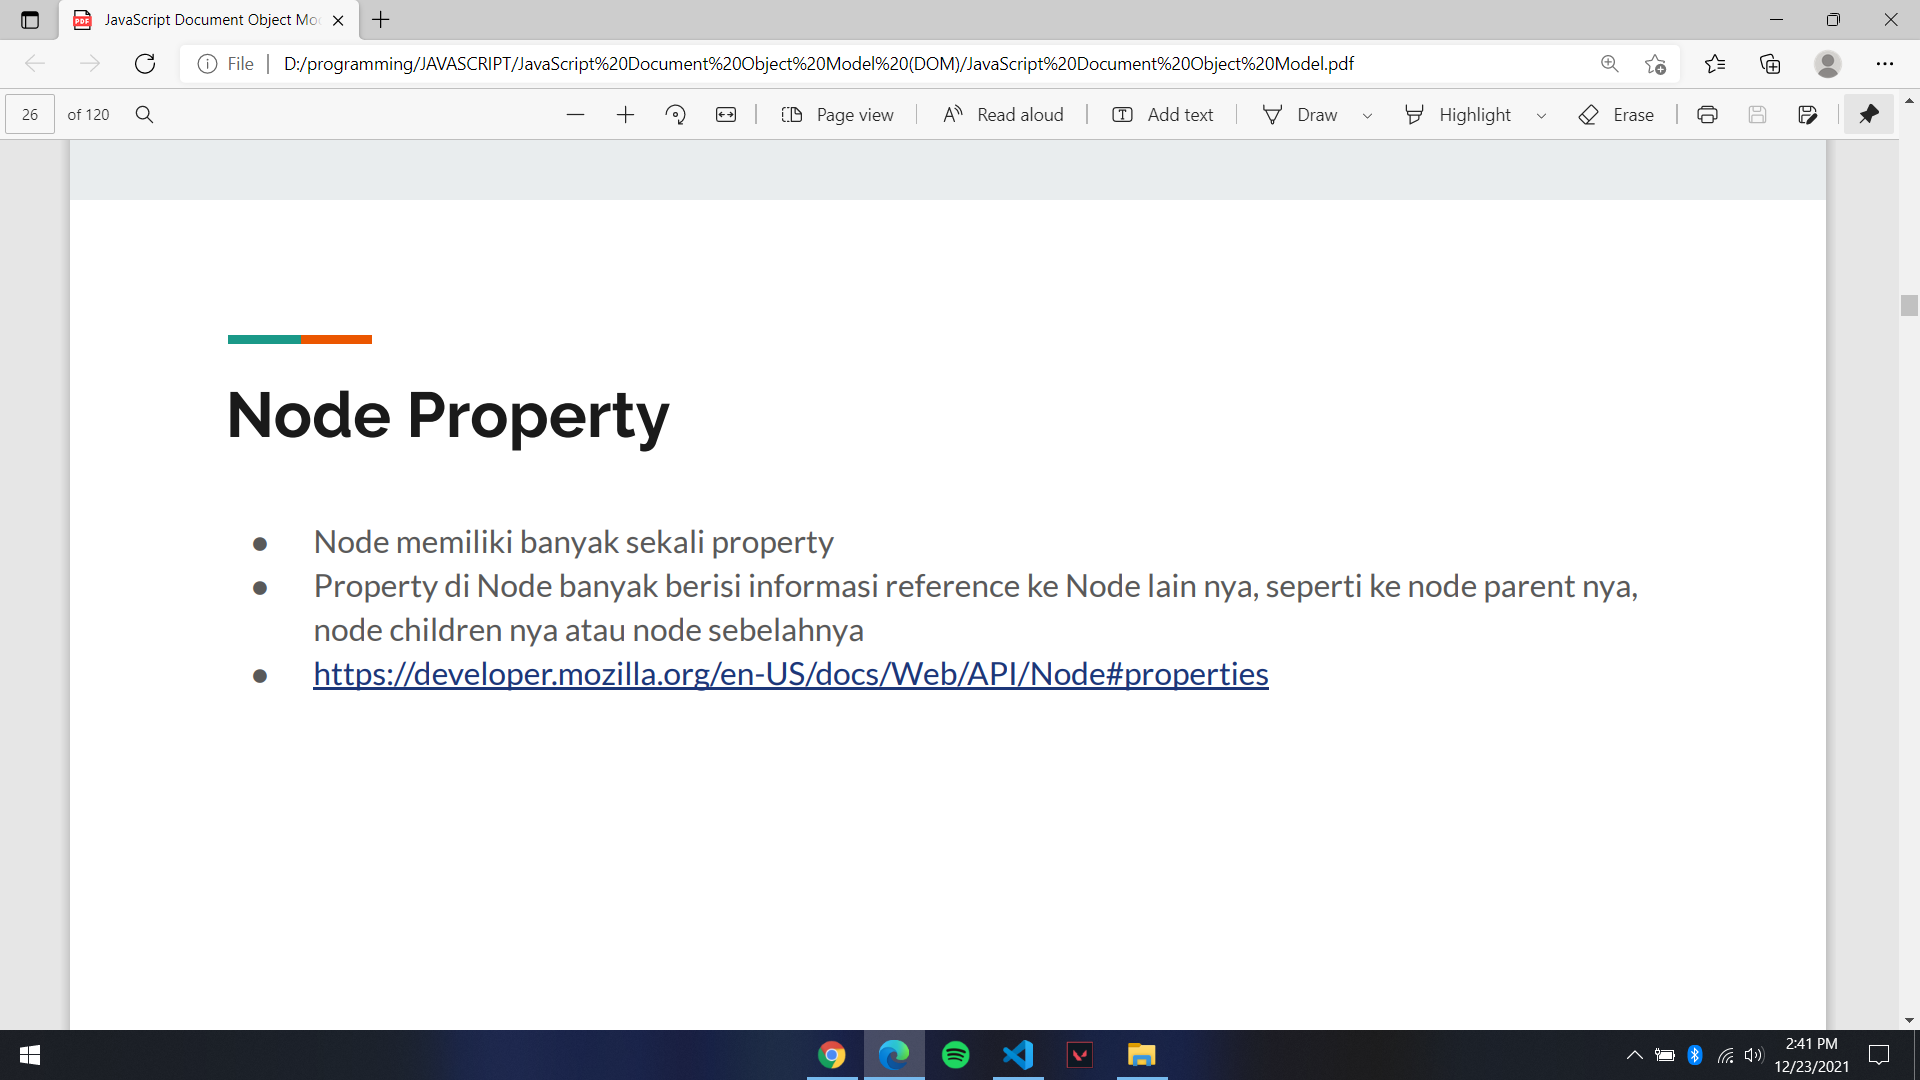 JavaScript Document Object Mo
File
D:/programming/JAVASCRIPT/JavaScript%20Document%20Object%20Model%20(DOM)/JavaScript%20Document%20Object%20Model.pdf
26 of 120
Page view
Read aloud
Add text
Draw
Highlight
Erase
Node Property
● Node memiliki banyak sekali property
● Property di Node banyak berisi informasi reference ke Node lain nya, seperti ke node parent nya,
node children nya atau node sebelahnya
● https://developer.mozilla.org/en-US/docs/Web/API/Node#properties
2:41 PM
12/23/2021